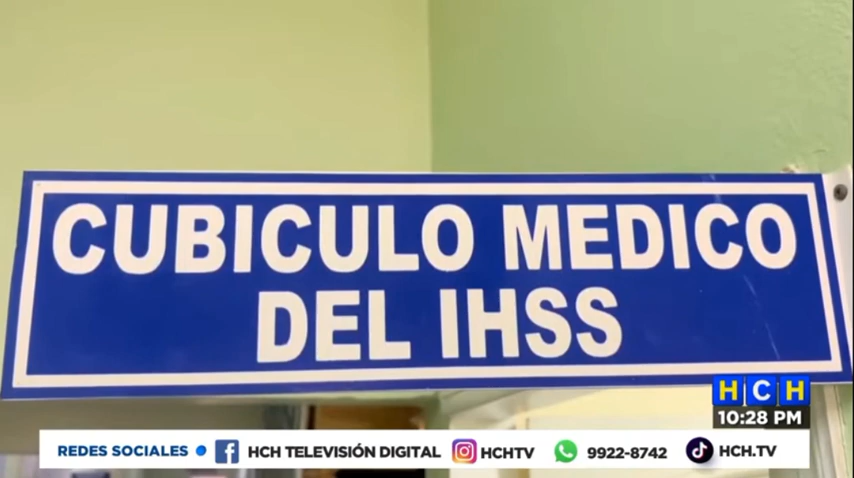 CUBICULO MEDICO
DEL IHSS
HCH
10:28 PM
REDES SOCIALES HCH TELEVISIÓN DIGITAL HCHTV 9922-8742 HCH.TV